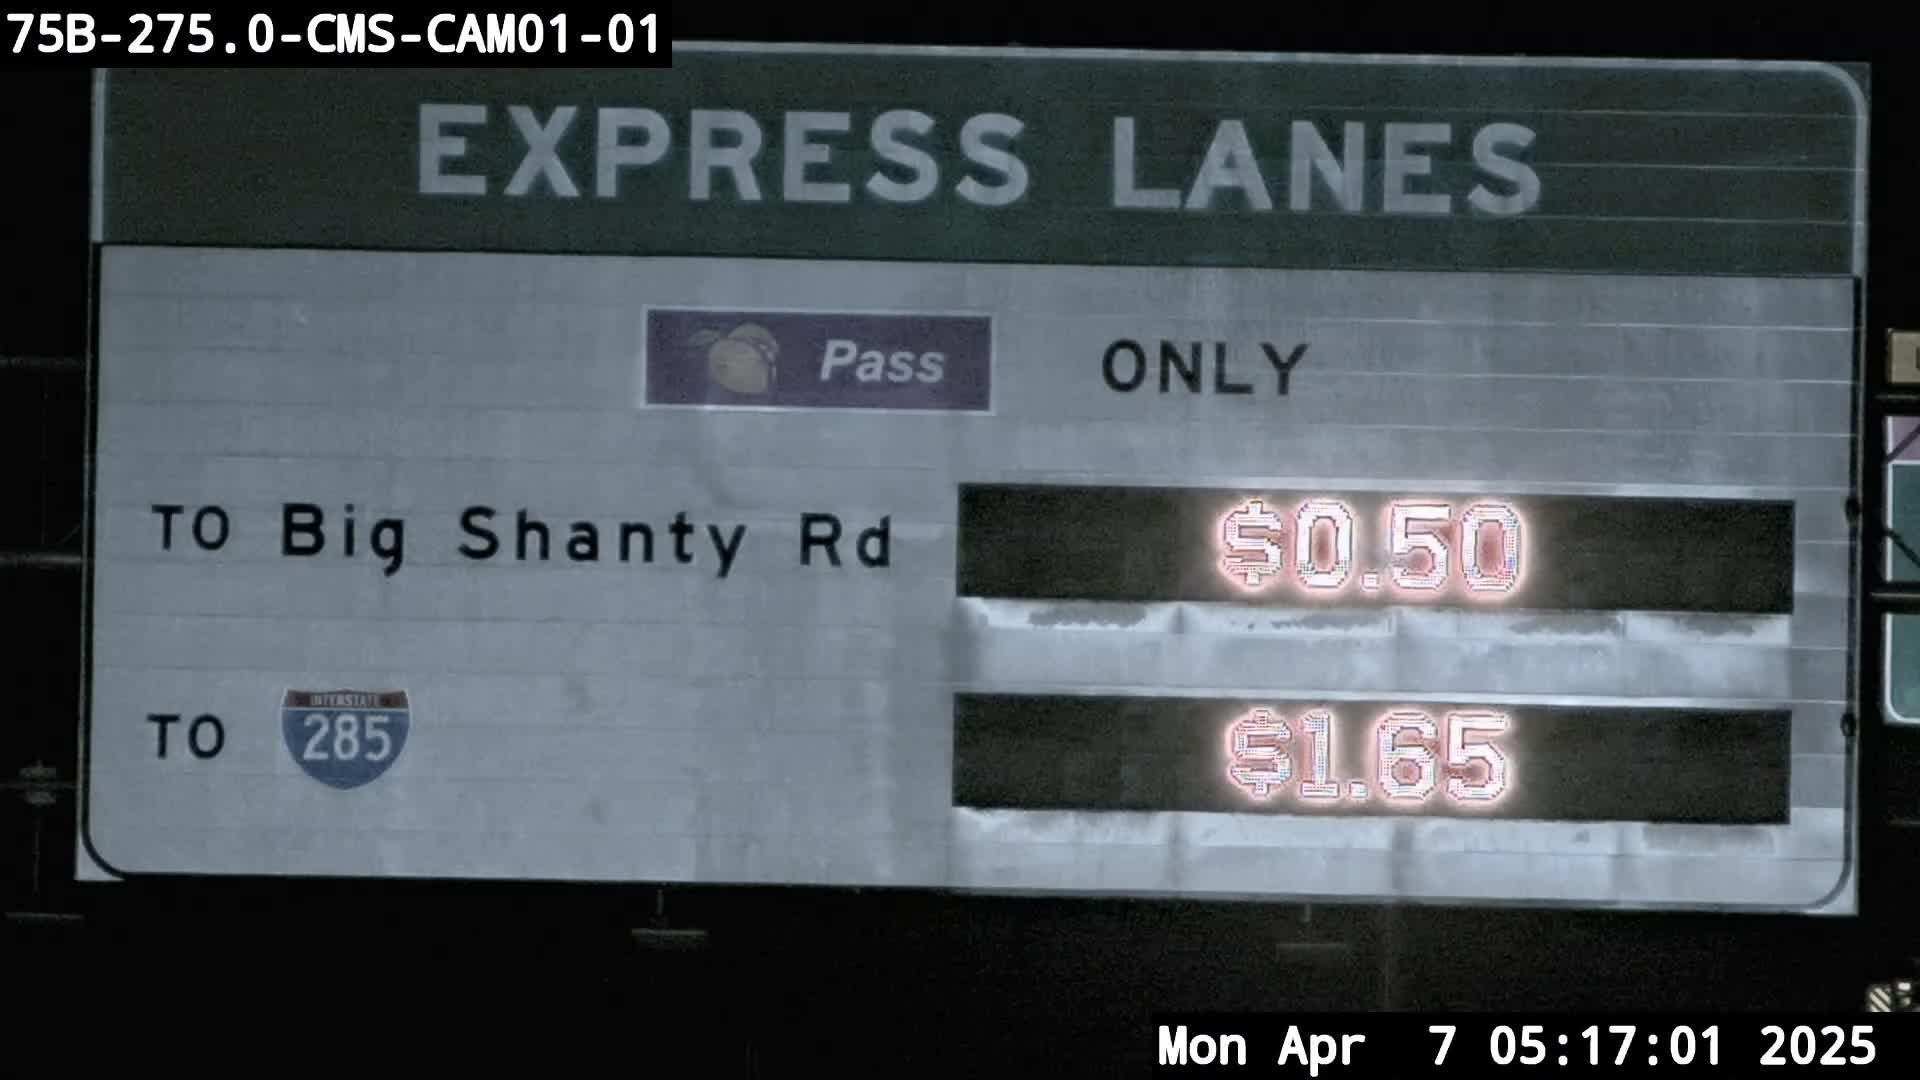 75B-275.0-CMS-CAM01-01
EXPRESS LANES
Pass ONLY
TO Big Shanty Rd $0.50
TO INTERSTATE 285 $1.65
Mon Apr 7 05:17:01 2025